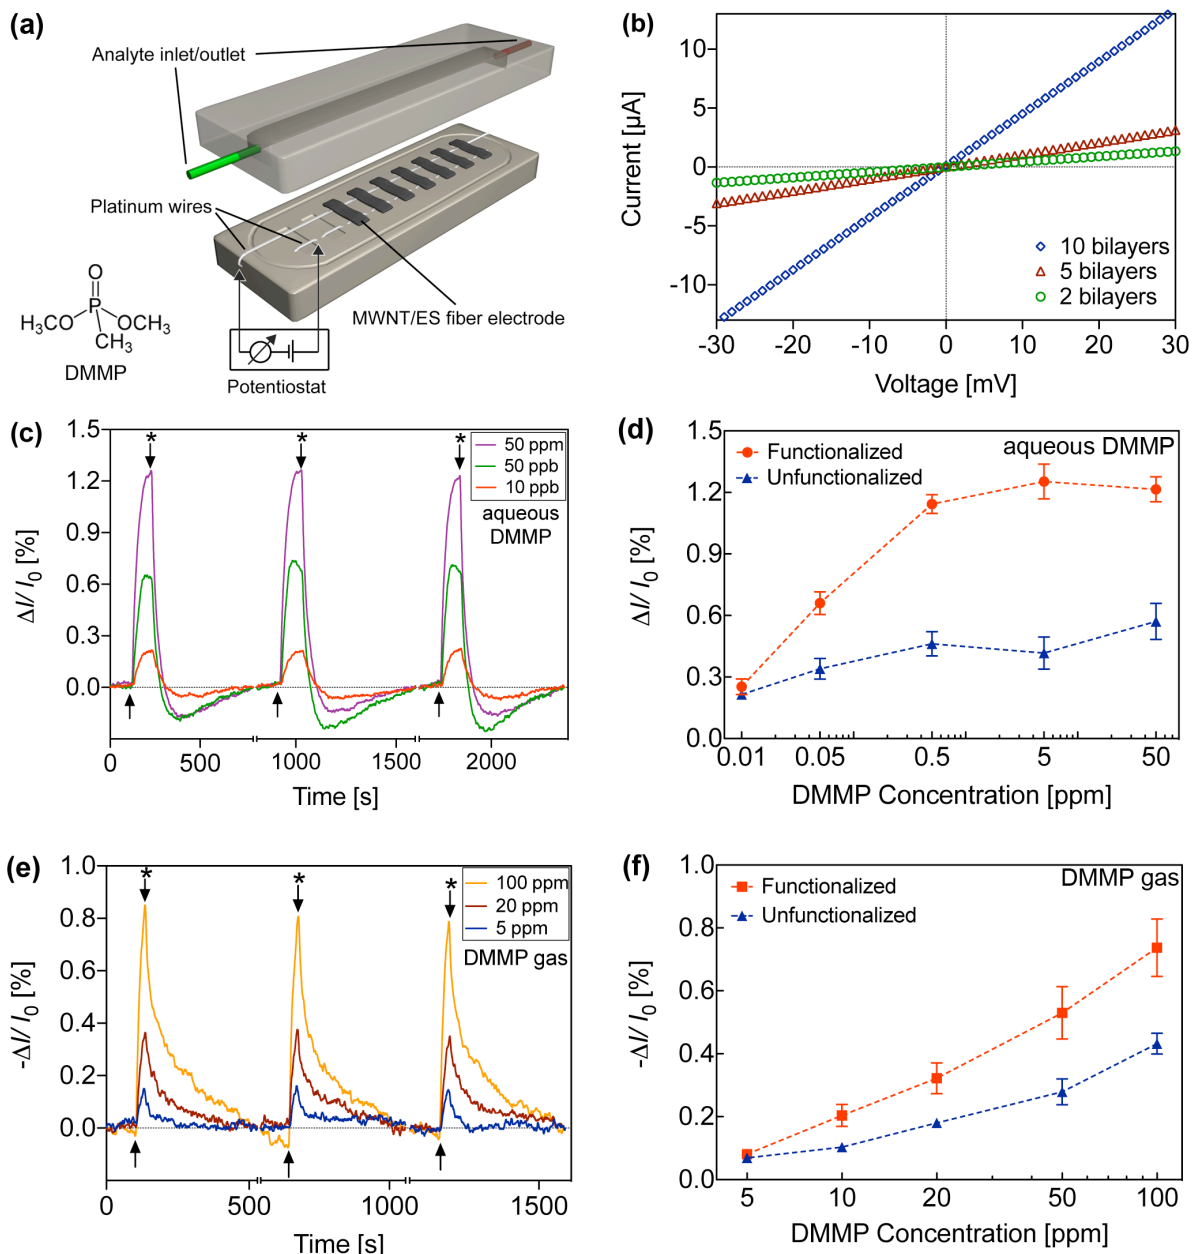 (a)
Analyte inlet/outlet
Platinum wires
MWNT/ES fiber electrode
Potentiostat
O
P
H₃CO
OCH₃
CH₃
DMMP
(b)
Current [µA]
10
5
0
-5
-10
10 bilayers
5 bilayers
2 bilayers
-30 -20 -10 0 10 20 30
Voltage [mV]
(c)
ΔI/ I₀ [%]
1.5
1.2
0.9
0.6
0.3
0.0
* * *
50 ppm
50 ppb
10 ppb
aqueous
DMMP
0 500 1000 1500 2000
Time [s]
(d)
ΔI/ I₀ [%]
1.5
1.2
0.9
0.6
0.3
0.0
Functionalized
Unfunctionalized
aqueous DMMP
0.01 0.05 0.5 5 50
DMMP Concentration [ppm]
(e)
-ΔI/ I₀ [%]
1.0
0.8
0.6
0.4
0.2
0.0
* * *
100 ppm
20 ppm
5 ppm
DMMP gas
0 500 1000 1500
Time [s]
(f)
-ΔI/ I₀ [%]
1.0
0.8
0.6
0.4
0.2
0.0
Functionalized
Unfunctionalized
DMMP gas
5 10 20 50 100
DMMP Concentration [ppm]